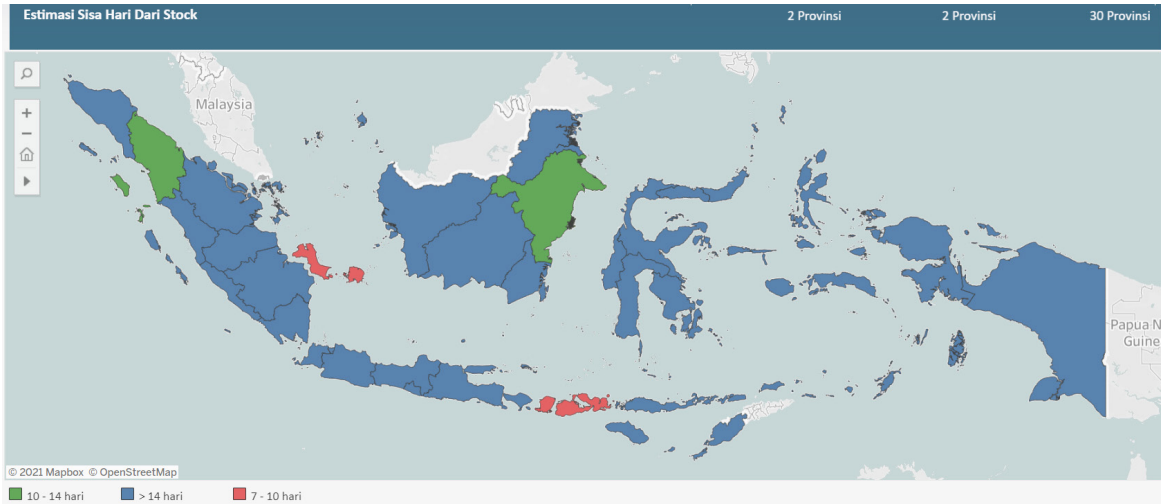 Estimasi Sisa Hari Dari Stock
2 Provinsi
2 Provinsi
30 Provinsi
Malaysia
Papua N
Guine
© 2021 Mapbox © OpenStreetMap
10 - 14 hari
> 14 hari
7 - 10 hari